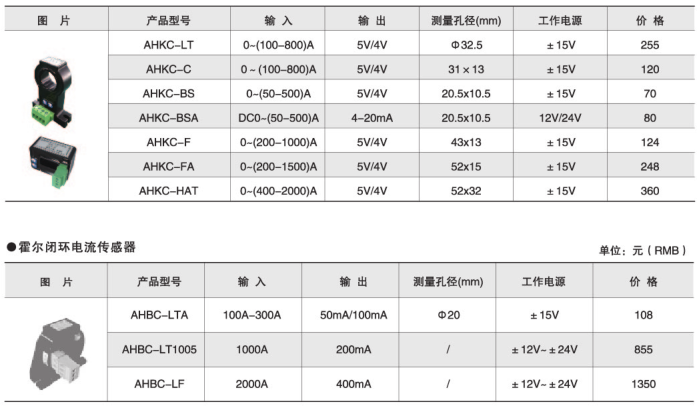 图 片 产品型号 输 入 输 出 测量孔径(mm) 工作电源 价 格
AHKC-LT 0~(100-800)A 5V/4V Φ32.5 ±15V 255
AHKC-C 0~(100-800)A 5V/4V 31×13 ±15V 120
AHKC-BS 0~(50-500)A 5V/4V 20.5x10.5 ±15V 70
AHKC-BSA DC0~(50-500)A 4-20mA 20.5x10.5 12V/24V 80
AHKC-F 0~(200-1000)A 5V/4V 43x13 ±15V 124
AHKC-FA 0~(200-1500)A 5V/4V 52x15 ±15V 248
AHKC-HAT 0~(400-2000)A 5V/4V 52x32 ±15V 360
●霍尔闭环电流传感器 单位：元（RMB）
图 片 产品型号 输 入 输 出 测量孔径(mm) 工作电源 价 格
AHBC-LTA 100A-300A 50mA/100mA Φ20 ±15V 108
AHBC-LT1005 1000A 200mA / ±12V~±24V 855
AHBC-LF 2000A 400mA / ±12V~±24V 1350